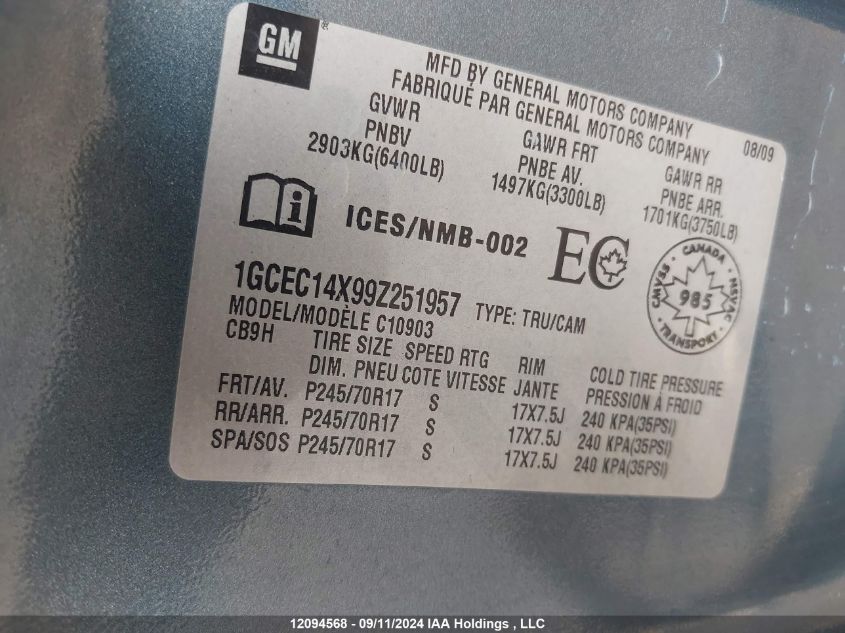 GM
MFD BY GENERAL MOTORS COMPANY
FABRIQUÉ PAR GENERAL MOTORS COMPANY
08/09
GVWR
PNBV
2903KG(6400LB)
GAWR FRT
PNBE AV.
1497KG(3300LB)
GAWR RR
PNBE ARR.
1701KG(3750LB)
i ICES/NMB-002 EC
CANADA
CMVSS 985 NSVAC
TRANSPORT
1GCEC14X99Z251957 TYPE: TRU/CAM
MODEL/MODÈLE C10903
CB9H TIRE SIZE SPEED RTG RIM COLD TIRE PRESSURE
DIM. PNEU COTE VITESSE JANTE PRESSION À FROID
FRT/AV. P245/70R17 S 17X7.5J 240 KPA(35PSI)
RR/ARR. P245/70R17 S 17X7.5J 240 KPA(35PSI)
SPA/SOS P245/70R17 S 17X7.5J 240 KPA(35PSI)
12094568 - 09/11/2024 IAA Holdings , LLC